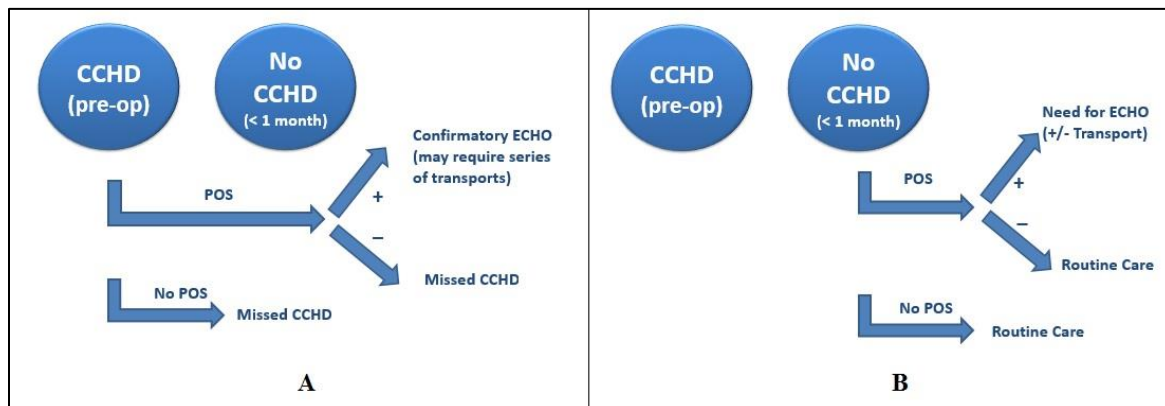 CCHD
(pre-op)
No
CCHD
(< 1 month)
Confirmatory ECHO
(may require series
of transports)
POS
+
–
Missed CCHD
No POS
Missed CCHD
A
CCHD
(pre-op)
No
CCHD
(< 1 month)
Need for ECHO
(+/- Transport)
POS
+
–
Routine Care
No POS
Routine Care
B